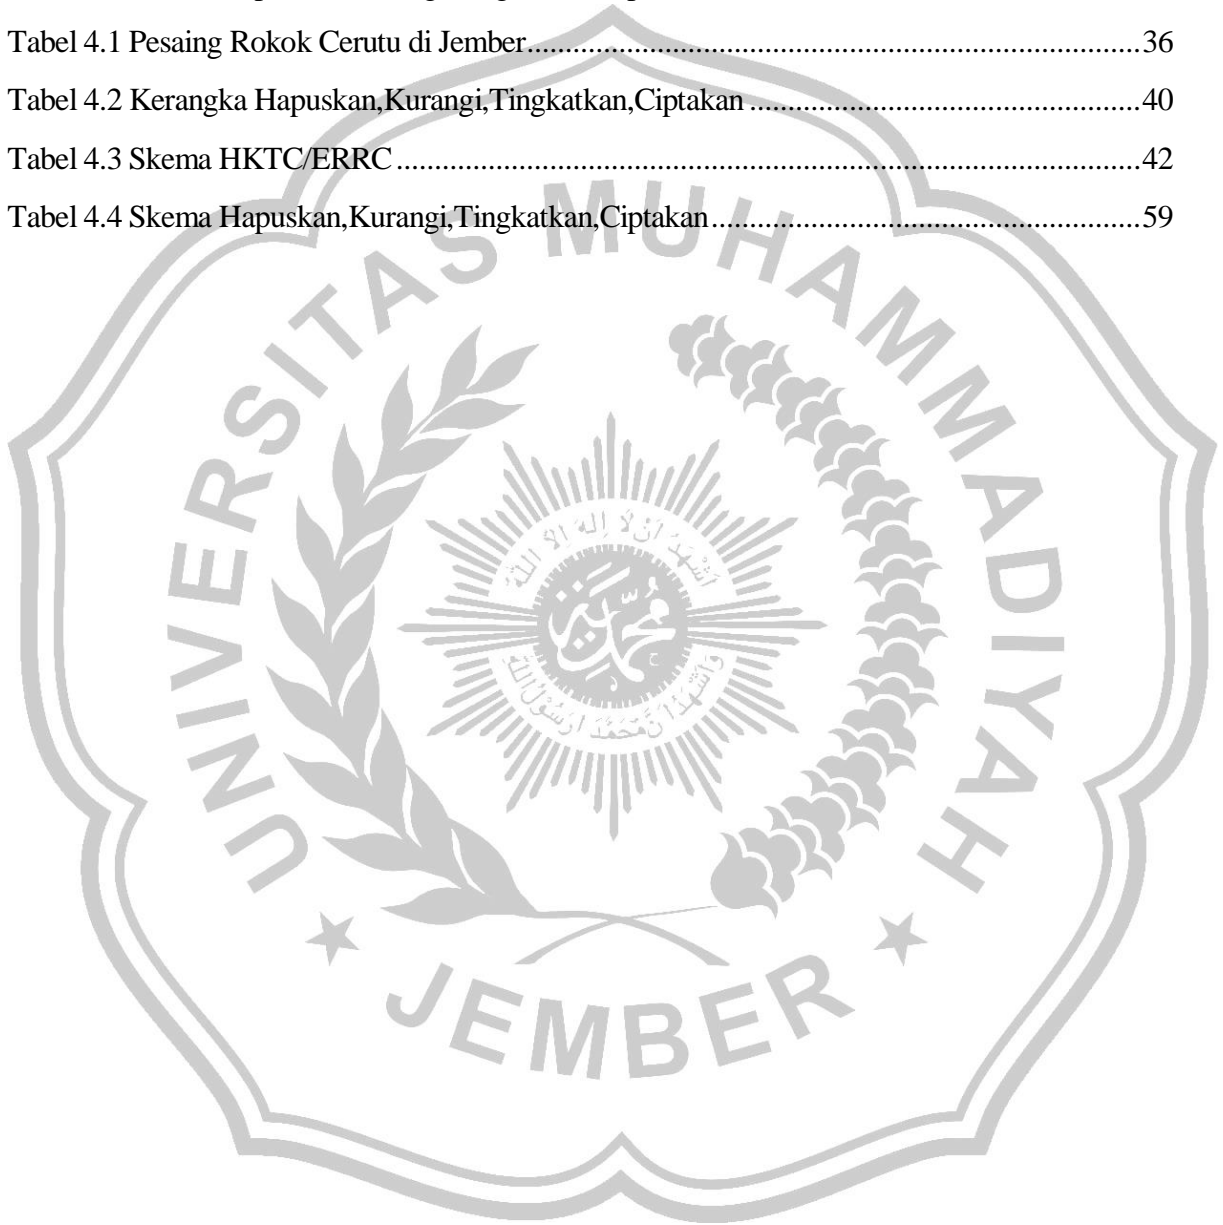 Tabel 4.1 Pesaing Rokok Cerutu di Jember....................................................................................36
Tabel 4.2 Kerangka Hapuskan,Kurangi,Tingkatkan,Ciptakan .....................................................40
Tabel 4.3 Skema HKTC/ERRC ......................................................................................................42
Tabel 4.4 Skema Hapuskan,Kurangi,Tingkatkan,Ciptakan..........................................................59
UNIVERSITAS MUHAMMADIYAH
JEMBER